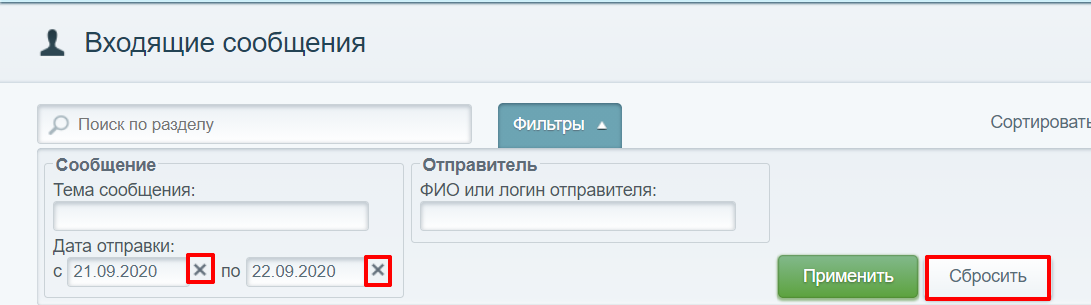 Входящие сообщения
Поиск по разделу
Фильтры
Сортировать
Сообщение
Тема сообщения:
Дата отправки:
с 21.09.2020 по 22.09.2020
Отправитель
ФИО или логин отправителя:
Применить
Сбросить